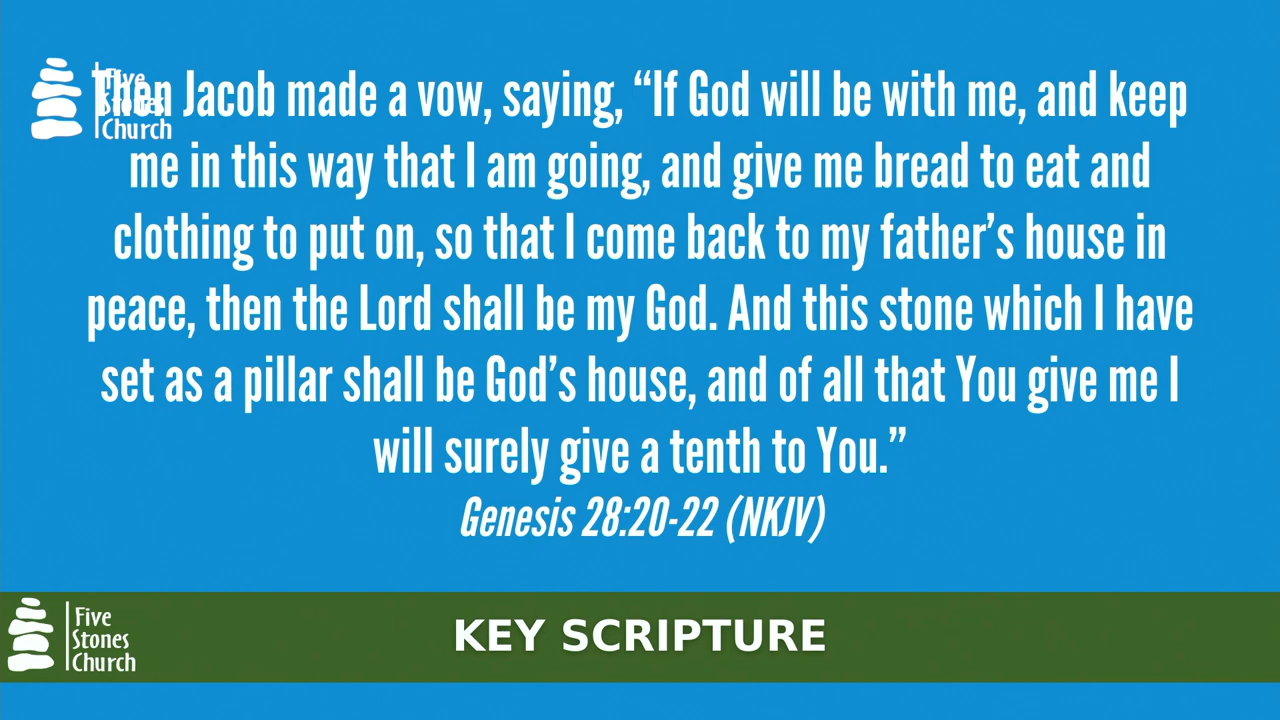 Five
Stones
Church
Then Jacob made a vow, saying, “If God will be with me, and keep
me in this way that I am going, and give me bread to eat and
clothing to put on, so that I come back to my father’s house in
peace, then the Lord shall be my God. And this stone which I have
set as a pillar shall be God’s house, and of all that You give me I
will surely give a tenth to You.”
Genesis 28:20-22 (NKJV)
Five
Stones
Church
KEY SCRIPTURE